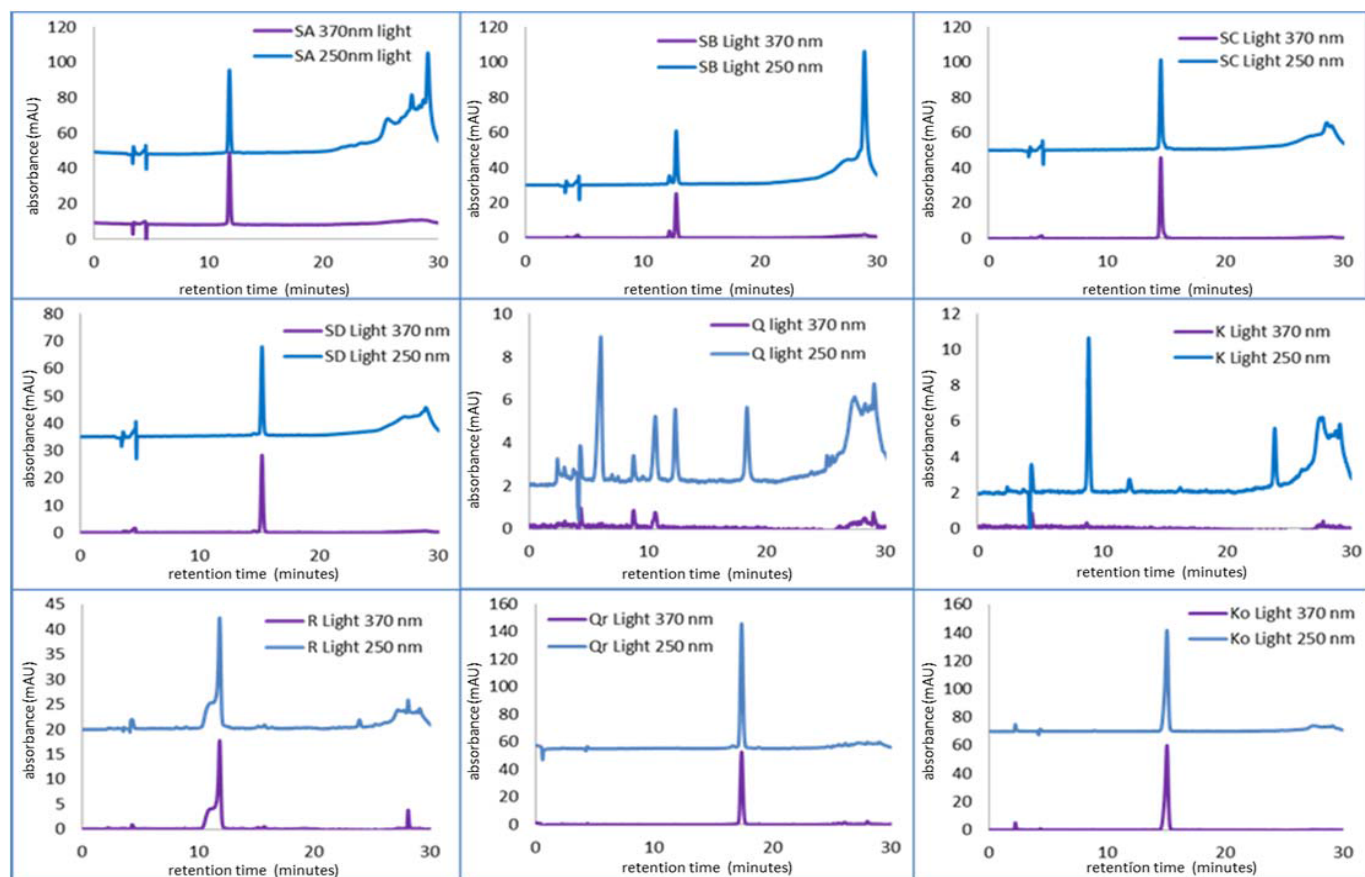 SA 370nm light
SA 250nm light
absorbance (mAU)
120
100
80
60
40
20
0
0 10 20 30
retention time (minutes)
SB Light 370 nm
SB Light 250 nm
absorbance (mAU)
120
100
80
60
40
20
0
0 10 20 30
retention time (minutes)
SC Light 370 nm
SC Light 250 nm
absorbance (mAU)
120
100
80
60
40
20
0
0 10 20 30
retention time (minutes)
SD Light 370 nm
SD Light 250 nm
absorbance (mAU)
80
70
60
50
40
30
20
10
0
0 10 20 30
retention time (minutes)
Q light 370 nm
Q light 250 nm
absorbance (mAU)
10
8
6
4
2
0
0 10 20 30
retention time (minutes)
K Light 370 nm
K Light 250 nm
absorbance (mAU)
12
10
8
6
4
2
0
0 10 20 30
retention time (minutes)
R Light 370 nm
R Light 250 nm
absorbance (mAU)
45
40
35
30
25
20
15
10
5
0
0 10 20 30
retention time (minutes)
Qr Light 370 nm
Qr Light 250 nm
absorbance (mAU)
160
140
120
100
80
60
40
20
0
0 10 20 30
retention time (minutes)
Ko Light 370 nm
Ko Light 250 nm
absorbance (mAU)
160
140
120
100
80
60
40
20
0
0 10 20 30
retention time (minutes)